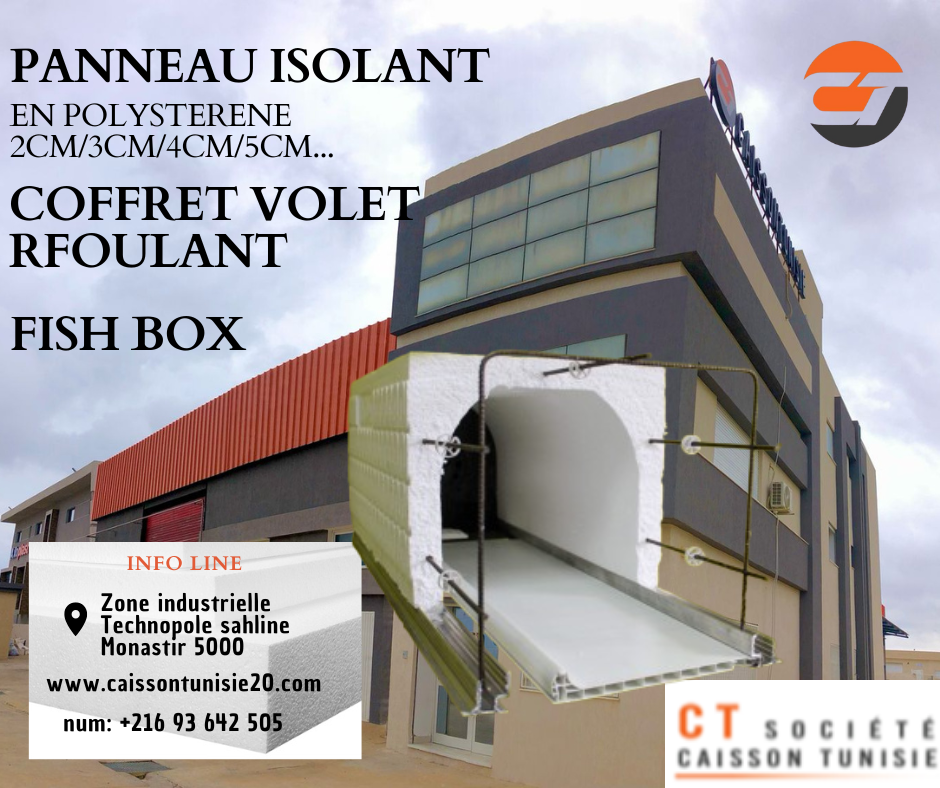 PANNEAU ISOLANT
EN POLYSTERENE
2CM/3CM/4CM/5CM...
COFFRET VOLET
RFOULANT
FISH BOX
INFO LINE
Zone industrielle
Technopole sahline
Monastir 5000
www.caissontunisie20.com
num: +216 93 642 505
CT SOCIÉTÉ
CAISSON TUNISIE